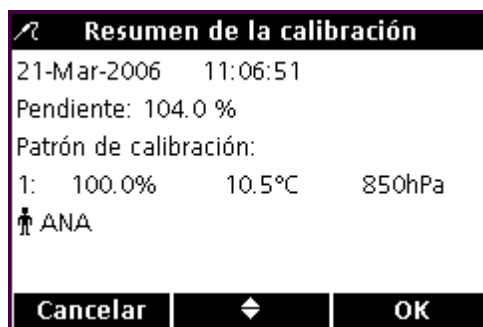 Resumen de la calibración
21-Mar-2006 11:06:51
Pendiente: 104.0 %
Patrón de calibración:
1: 100.0% 10.5°C 850hPa
ANA
Cancelar OK